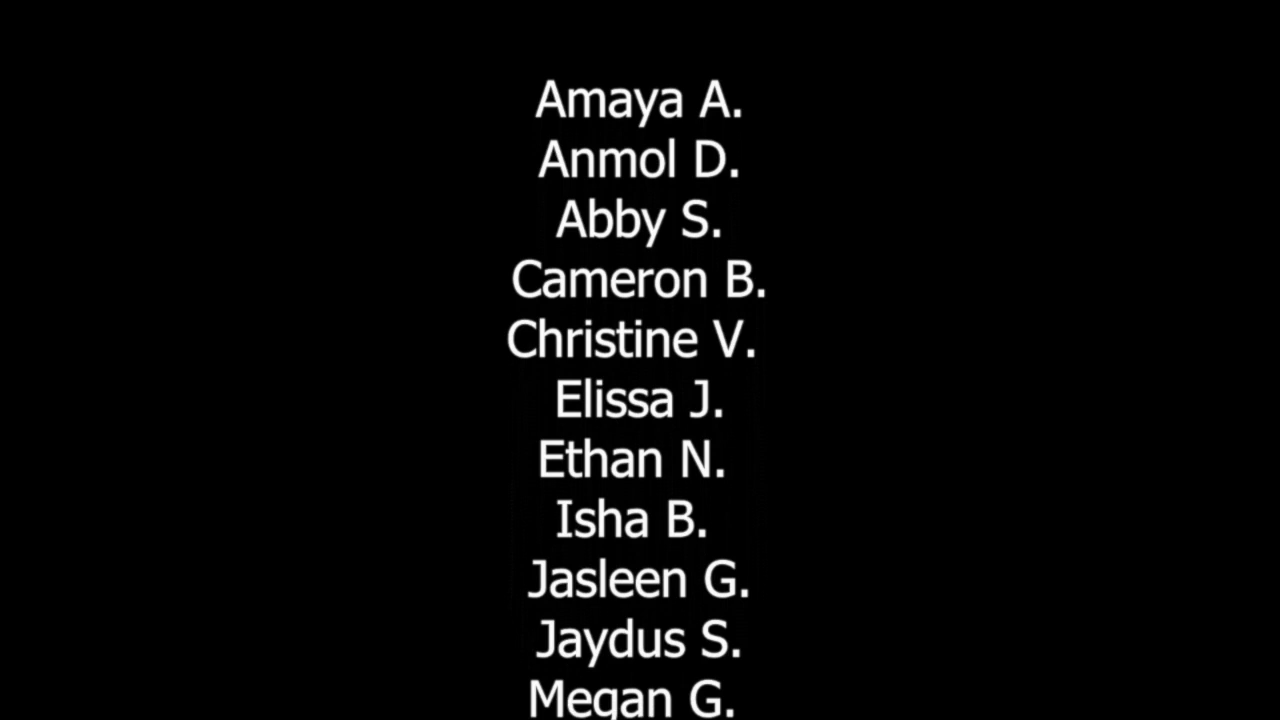 Amaya A.
Anmol D.
Abby S.
Cameron B.
Christine V.
Elissa J.
Ethan N.
Isha B.
Jasleen G.
Jaydus S.
Megan G.